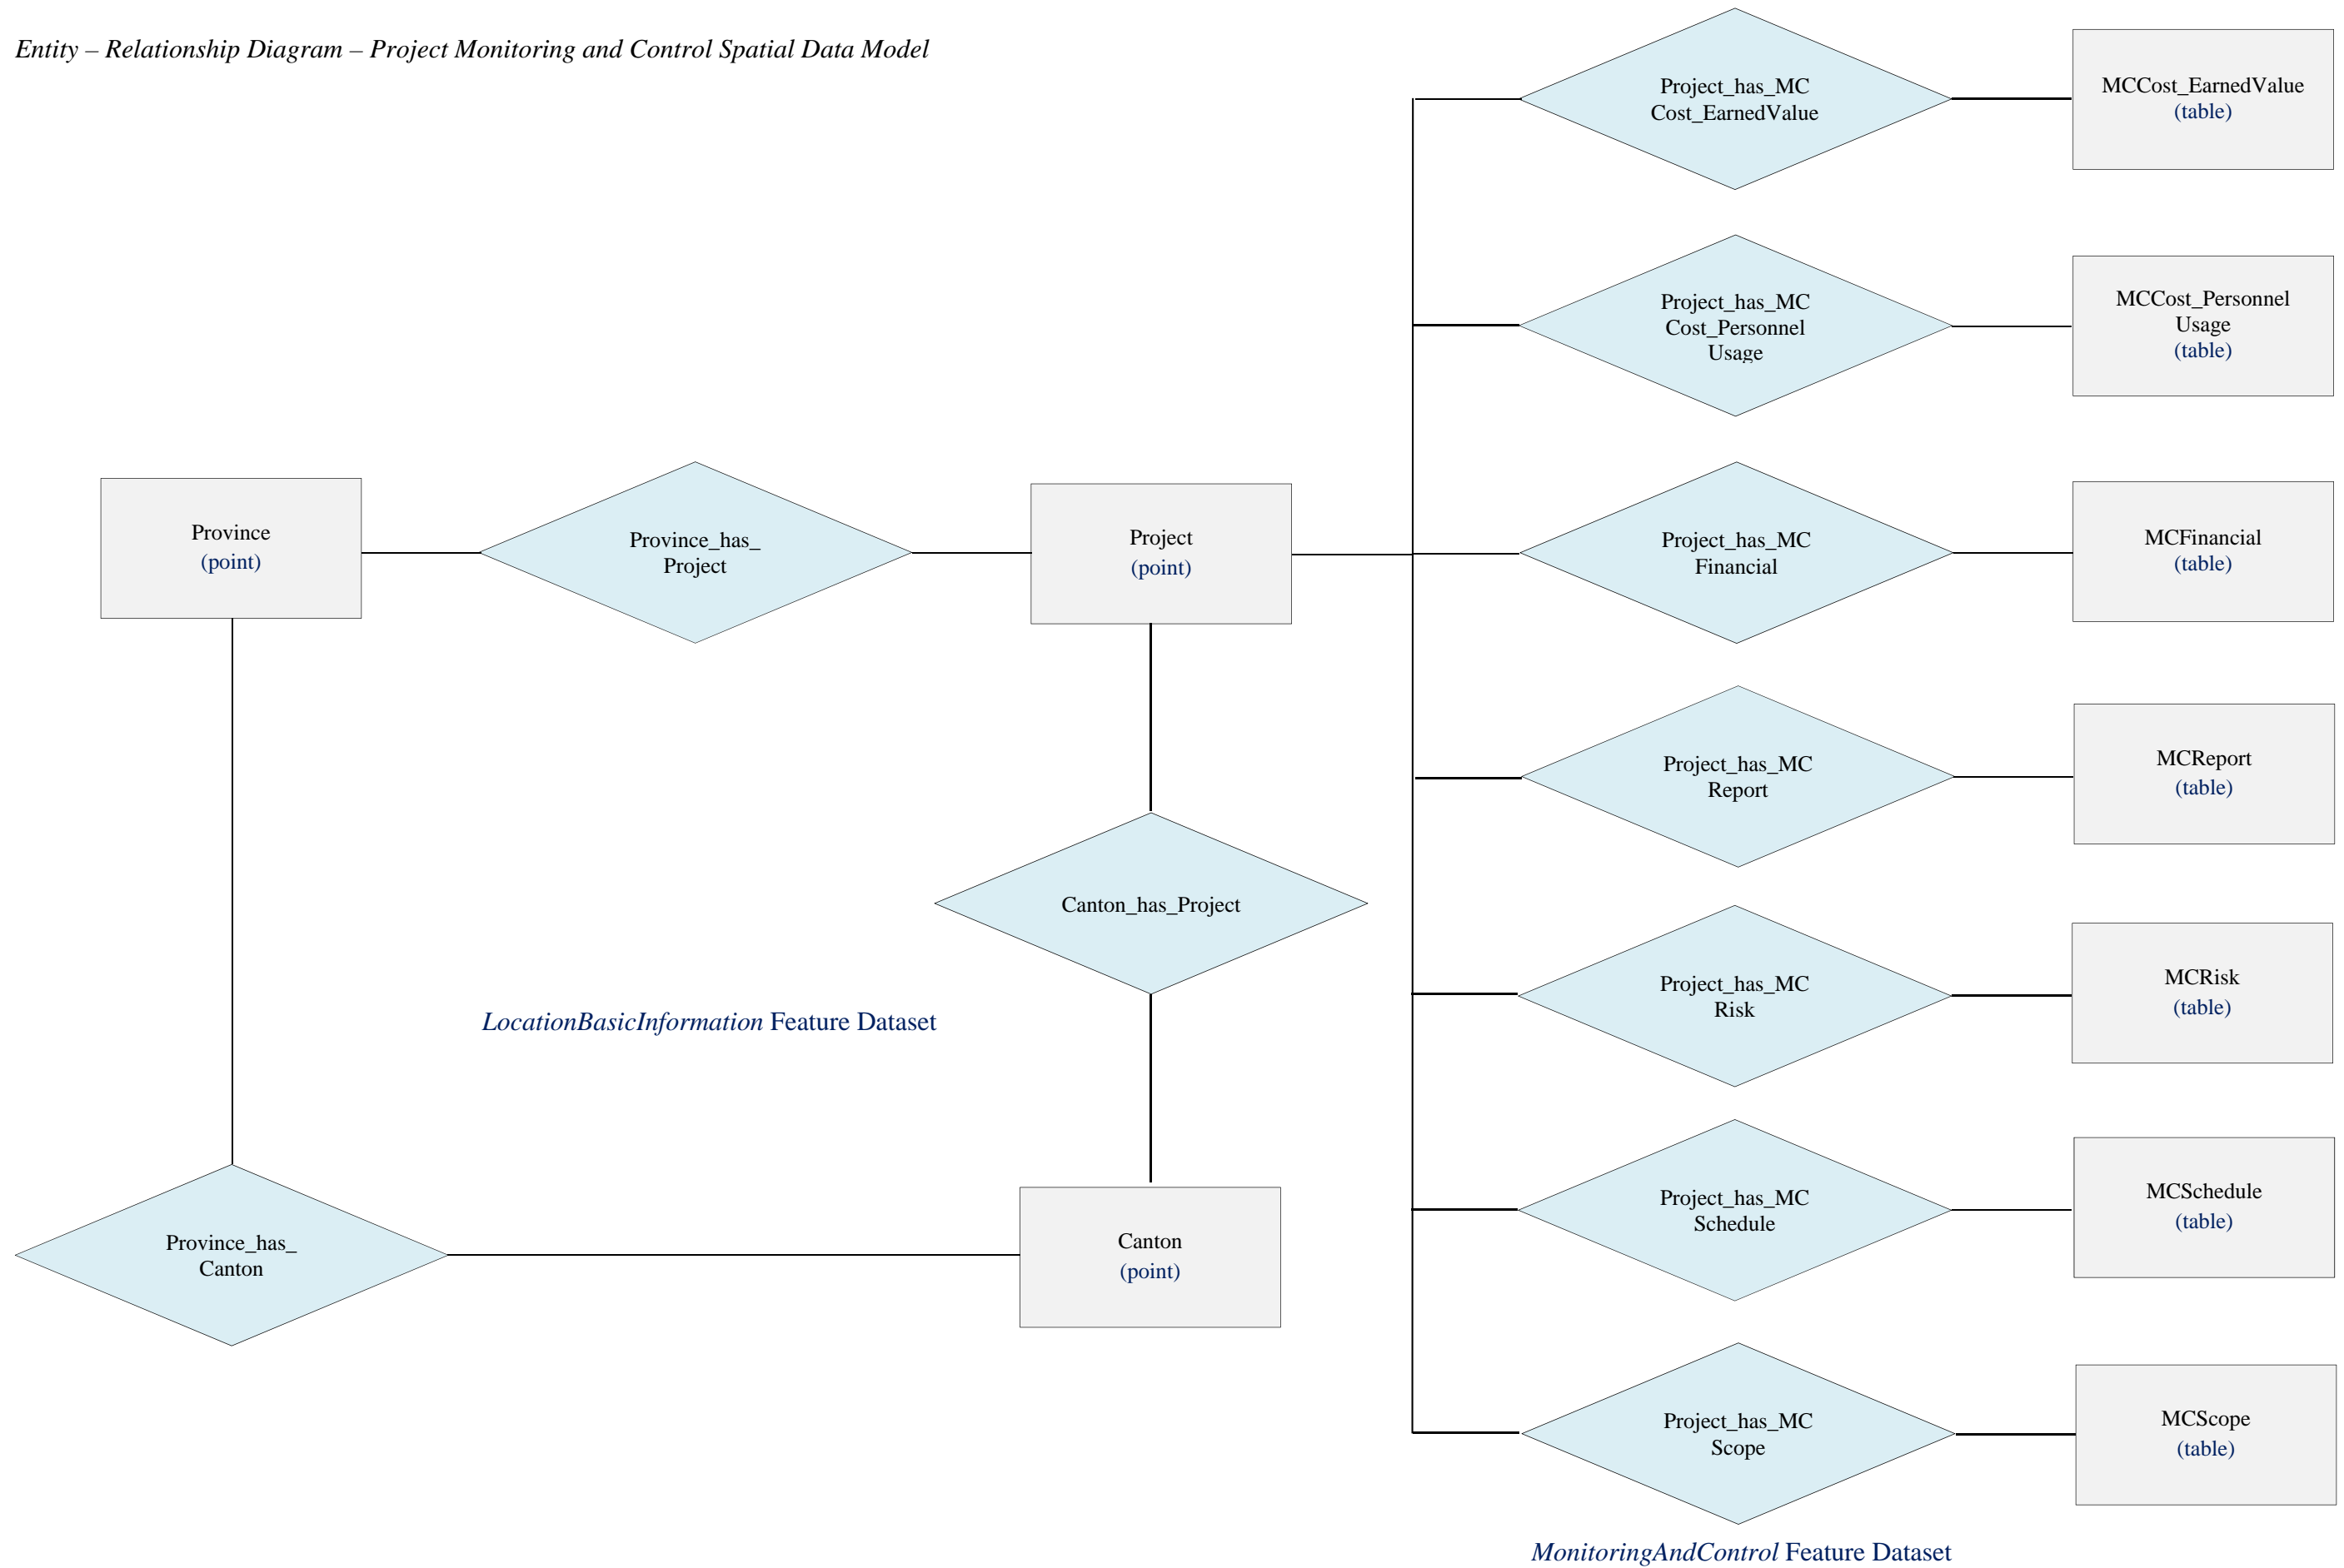 Entity – Relationship Diagram – Project Monitoring and Control Spatial Data Model
Project_has_MC
Cost_EarnedValue
MCCost_EarnedValue
(table)
Project_has_MC
Cost_Personnel
Usage
MCCost_Personnel
Usage
(table)
Province
(point)
Province_has_
Project
Project
(point)
Project_has_MC
Financial
MCFinancial
(table)
Project_has_MC
Report
MCReport
(table)
Canton_has_Project
Project_has_MC
Risk
MCRisk
(table)
LocationBasicInformation Feature Dataset
Project_has_MC
Schedule
MCSchedule
(table)
Province_has_
Canton
Canton
(point)
Project_has_MC
Scope
MCScope
(table)
MonitoringAndControl Feature Dataset